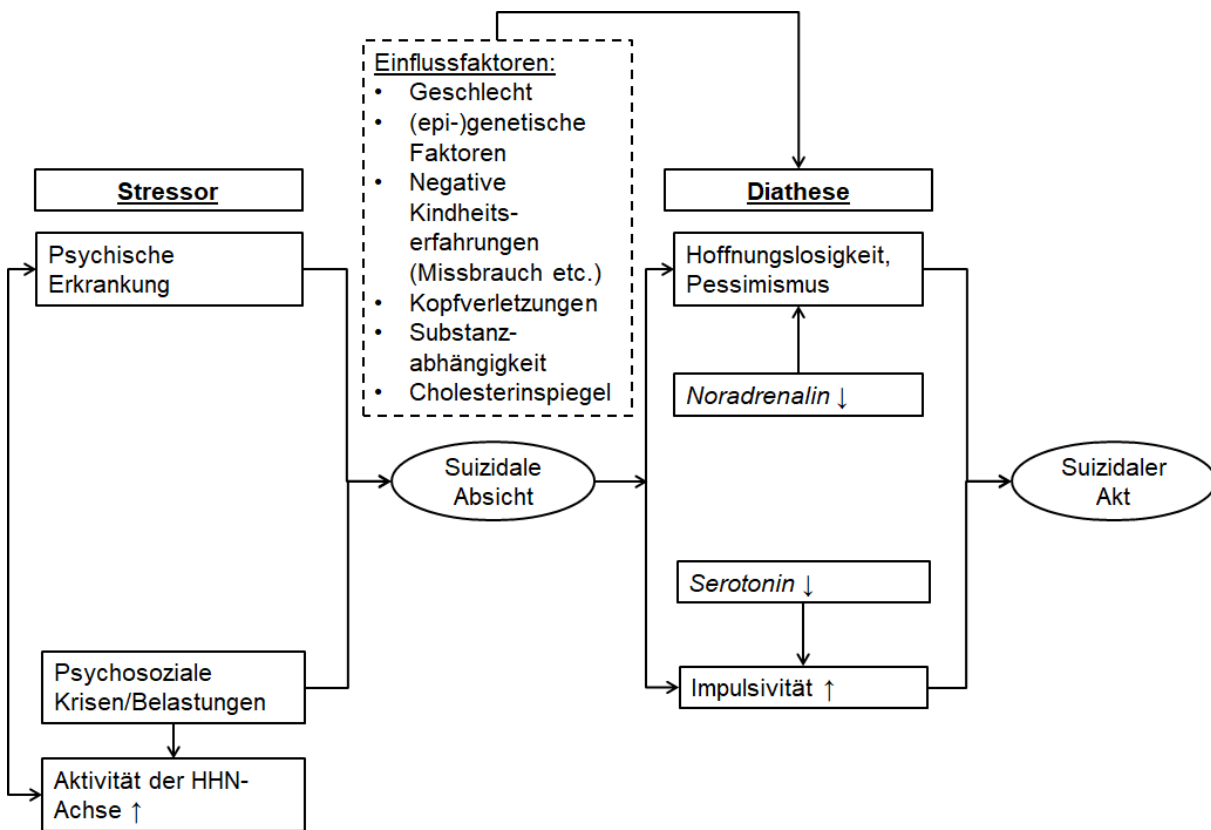 Einflussfaktoren:
• Geschlecht
• (epi-)genetische
Faktoren
• Negative
Kindheits-
erfahrungen
(Missbrauch etc.)
• Kopfverletzungen
• Substanz-
abhängigkeit
• Cholesterinspiegel
Stressor
Psychische
Erkrankung
Psychosoziale
Krisen/Belastungen
Aktivität der HHN-
Achse ↑
Suizidale
Absicht
Diathese
Hoffnungslosigkeit,
Pessimismus
Noradrenalin ↓
Serotonin ↓
Impulsivität ↑
Suizidaler
Akt